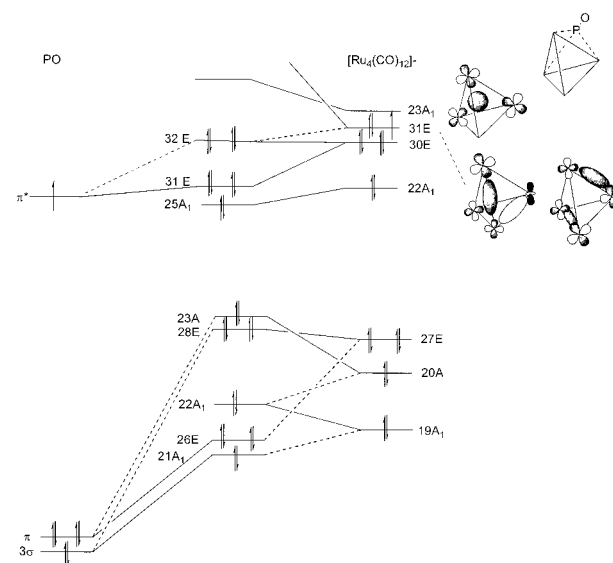 PO
[Ru4(CO)12]-
O
P
23A1
31E
30E
32 E
31 E
22A1
π*
25A1
23A
28E
27E
20A
22A1
19A1
26E
21A1
π
3σ